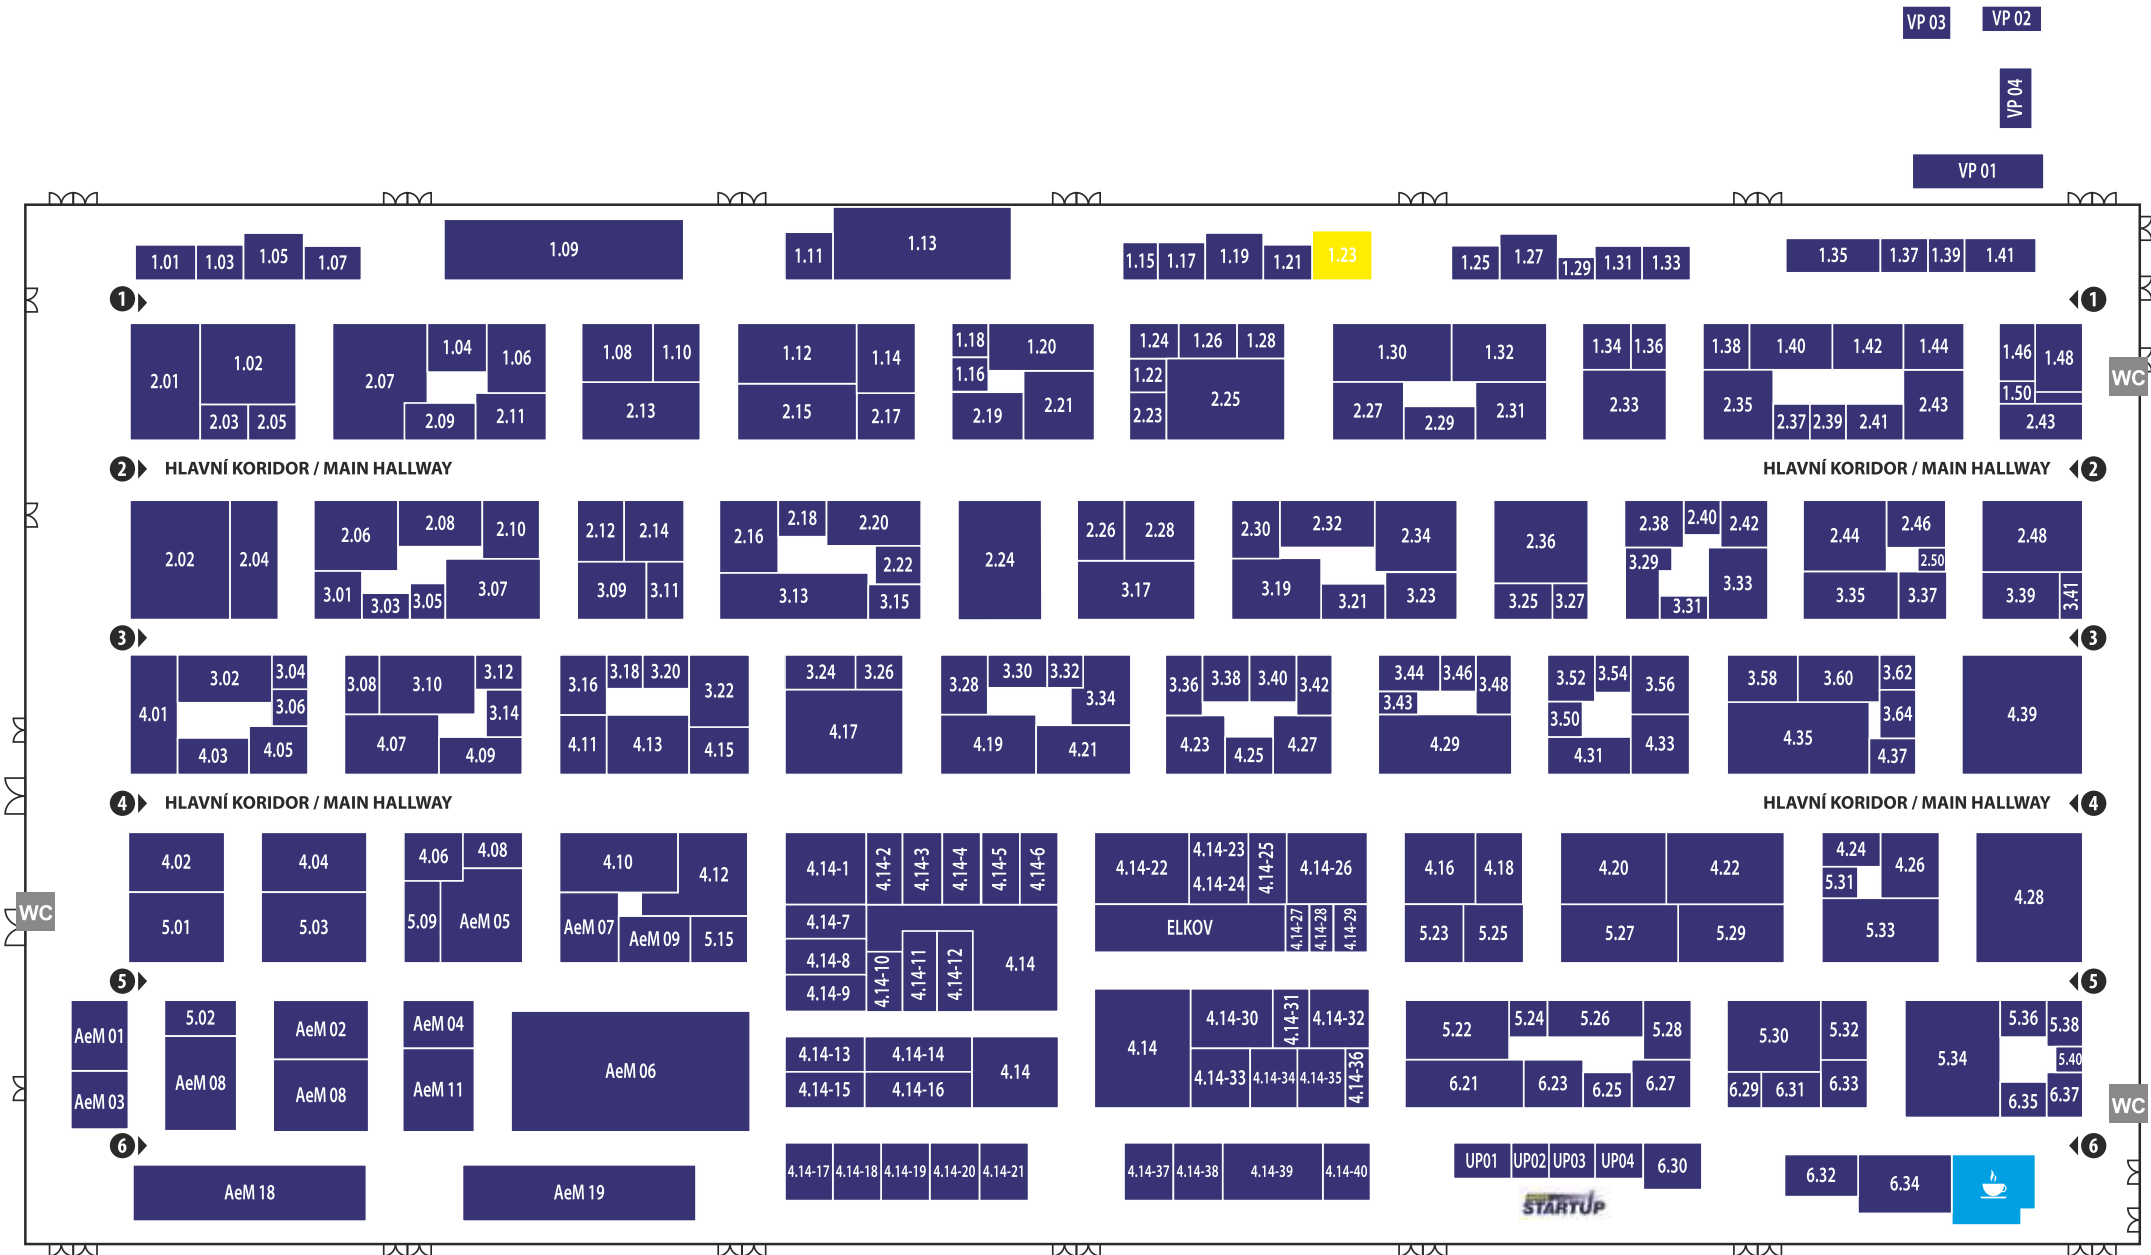 VP 03
VP 02
VP 04
VP 01
1.01 1.03 1.05 1.07 1.09 1.11 1.13 1.15 1.17 1.19 1.21 1.23 1.25 1.27 1.29 1.31 1.33 1.35 1.37 1.39 1.41
1 1
2.01 1.02 2.07 1.04 1.06 1.08 1.10 1.12 1.14 1.18 1.20 1.24 1.26 1.28 1.30 1.32 1.34 1.36 1.38 1.40 1.42 1.44 1.46 1.48
1.16 1.22 1.50
WC
2.03 2.05 2.09 2.11 2.13 2.15 2.17 2.19 2.21 2.23 2.25 2.27 2.29 2.31 2.33 2.35 2.37 2.39 2.41 2.43 2.43
2 HLAVNÍ KORIDOR / MAIN HALLWAY
HLAVNÍ KORIDOR / MAIN HALLWAY 2
2.02 2.04 2.06 2.08 2.10 2.12 2.14 2.16 2.18 2.20 2.22 2.24 2.26 2.28 2.30 2.32 2.34 2.36 2.38 2.40 2.42 2.44 2.46 2.50 2.48
3.01 3.03 3.05 3.07 3.09 3.11 3.13 3.15 3.17 3.19 3.21 3.23 3.25 3.27 3.29 3.31 3.33 3.35 3.37 3.39 3.41
3 3
4.01 3.02 3.04 3.06 3.08 3.10 3.12 3.14 3.16 3.18 3.20 3.22 3.24 3.26 3.28 3.30 3.32 3.34 3.36 3.38 3.40 3.42 3.44 3.46 3.48 3.43 3.52 3.54 3.56 3.50 3.58 3.60 3.62 3.64 4.39
4.03 4.05 4.07 4.09 4.11 4.13 4.15 4.17 4.19 4.21 4.23 4.25 4.27 4.29 4.31 4.33 4.35 4.37
4 HLAVNÍ KORIDOR / MAIN HALLWAY
HLAVNÍ KORIDOR / MAIN HALLWAY 4
4.02 4.04 4.06 4.08 4.10 4.12 4.14-1 4.14-2 4.14-3 4.14-4 4.14-5 4.14-6 4.14-22 4.14-23 4.14-24 4.14-25 4.14-26 4.16 4.18 4.20 4.22 4.24 4.26 4.28
WC
5.01 5.03 5.09 AeM 05 AeM 07 AeM 09 5.15 4.14-7 4.14-8 4.14-9 4.14-10 4.14-11 4.14-12 4.14 ELKOV 4.14-27 4.14-28 4.14-29 5.23 5.25 5.27 5.29 5.31 5.33
5 5
AeM 01 5.02 AeM 02 AeM 04 AeM 06 4.14-13 4.14-14 4.14 4.14 4.14-30 4.14-31 4.14-32 5.22 5.24 5.26 5.28 5.30 5.32 5.34 5.36 5.38 5.40
AeM 03 AeM 08 AeM 08 AeM 11 4.14-15 4.14-16 4.14-33 4.14-34 4.14-35 4.14-36 6.21 6.23 6.25 6.27 6.29 6.31 6.33 6.35 6.37
WC
6 6
AeM 18 AeM 19 4.14-17 4.14-18 4.14-19 4.14-20 4.14-21 4.14-37 4.14-38 4.14-39 4.14-40 UP01 UP02 UP03 UP04 6.30 6.32 6.34
STARTUP